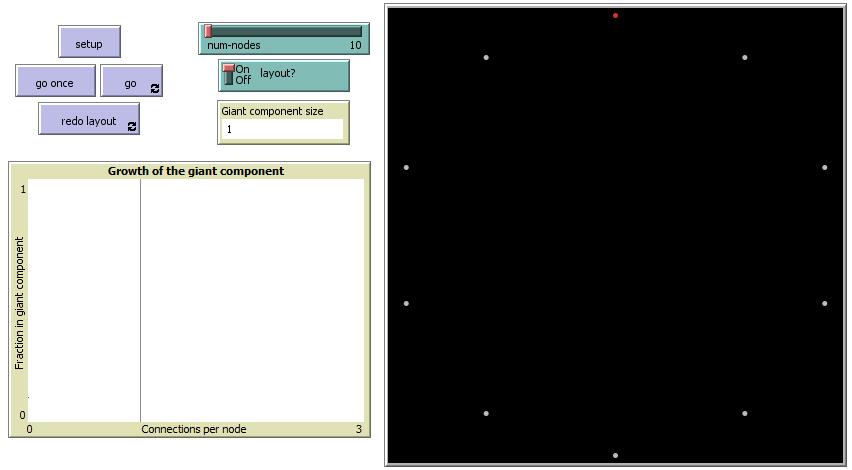 setup
go once
go
redo layout
num-nodes 10
On
Off
layout?
Giant component size
1
Growth of the giant component
1
Fraction in giant component
0
0
Connections per node
3